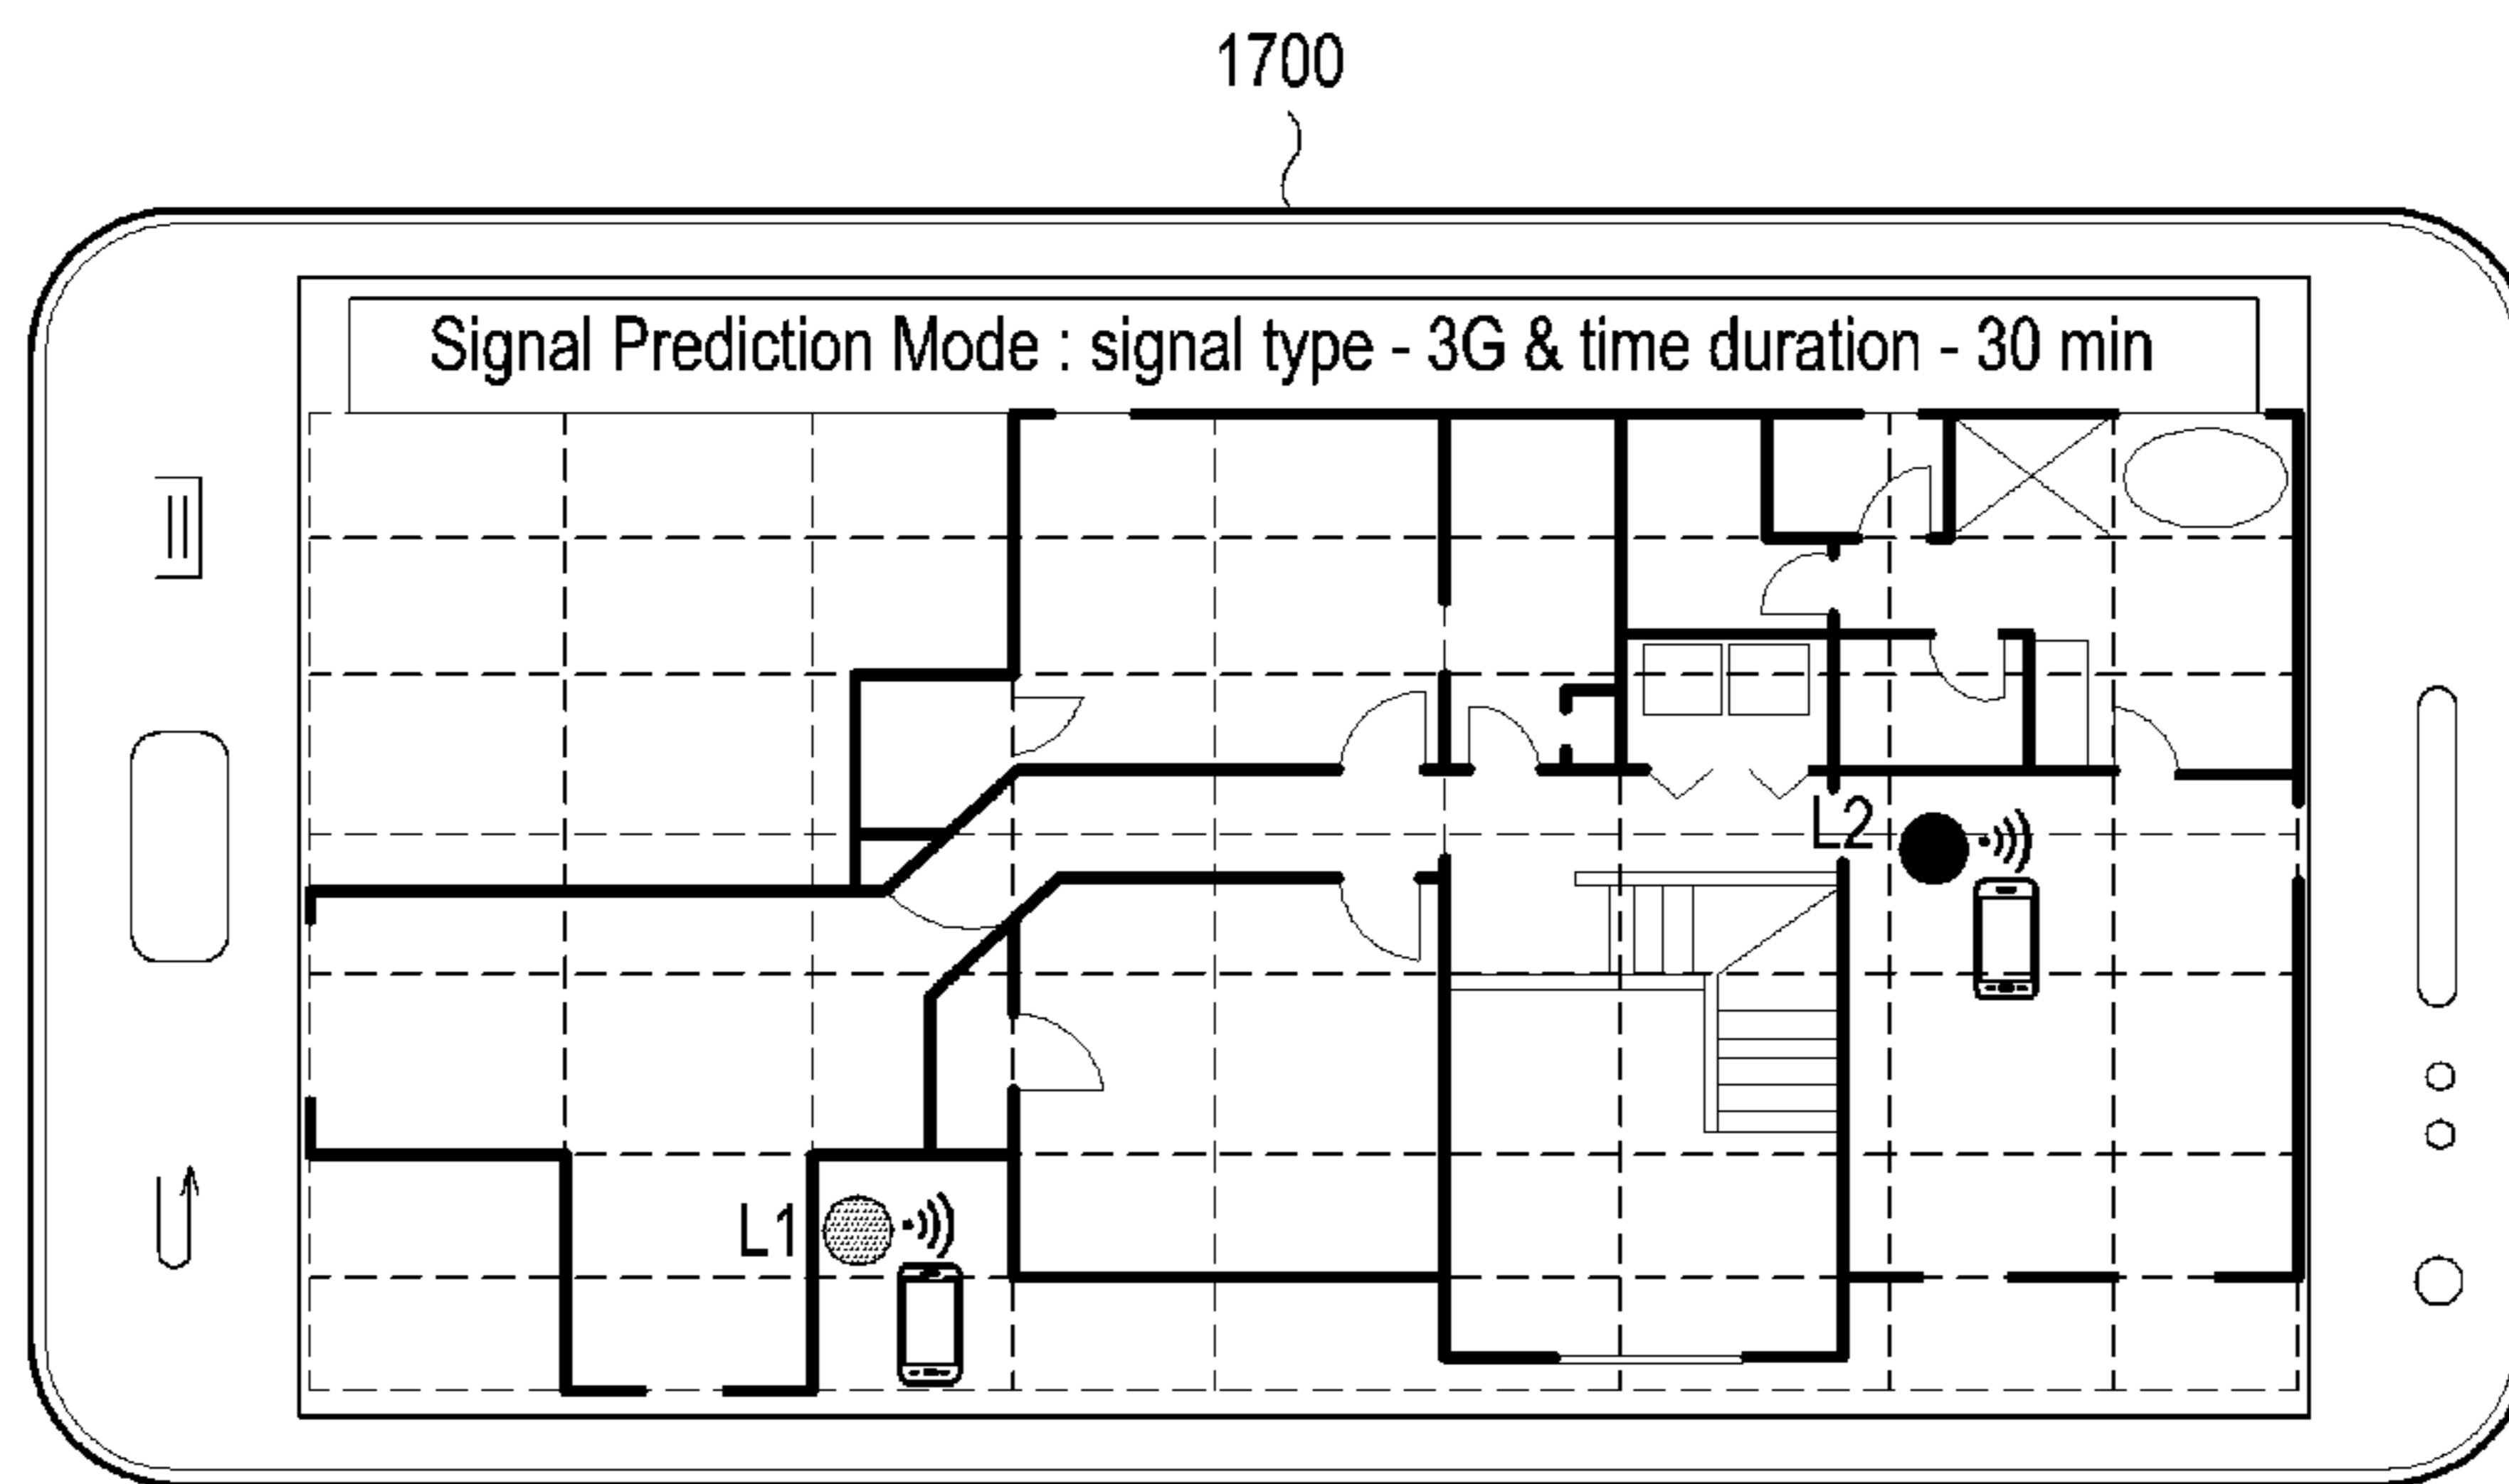 1700
Signal Prediction Mode : signal type - 3G & time duration - 30 min
L2
L1